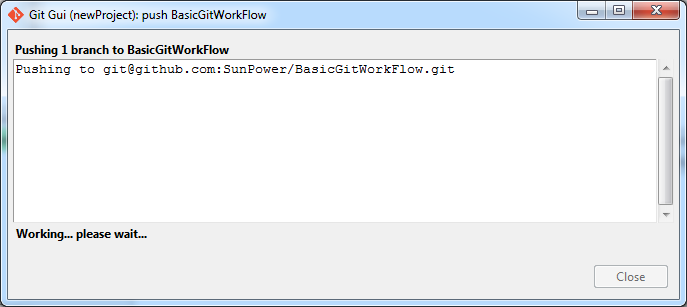 Git Gui (newProject): push BasicGitWorkFlow
Pushing 1 branch to BasicGitWorkFlow
Pushing to git@github.com:SunPower/BasicGitWorkFlow.git
Working... please wait...
Close